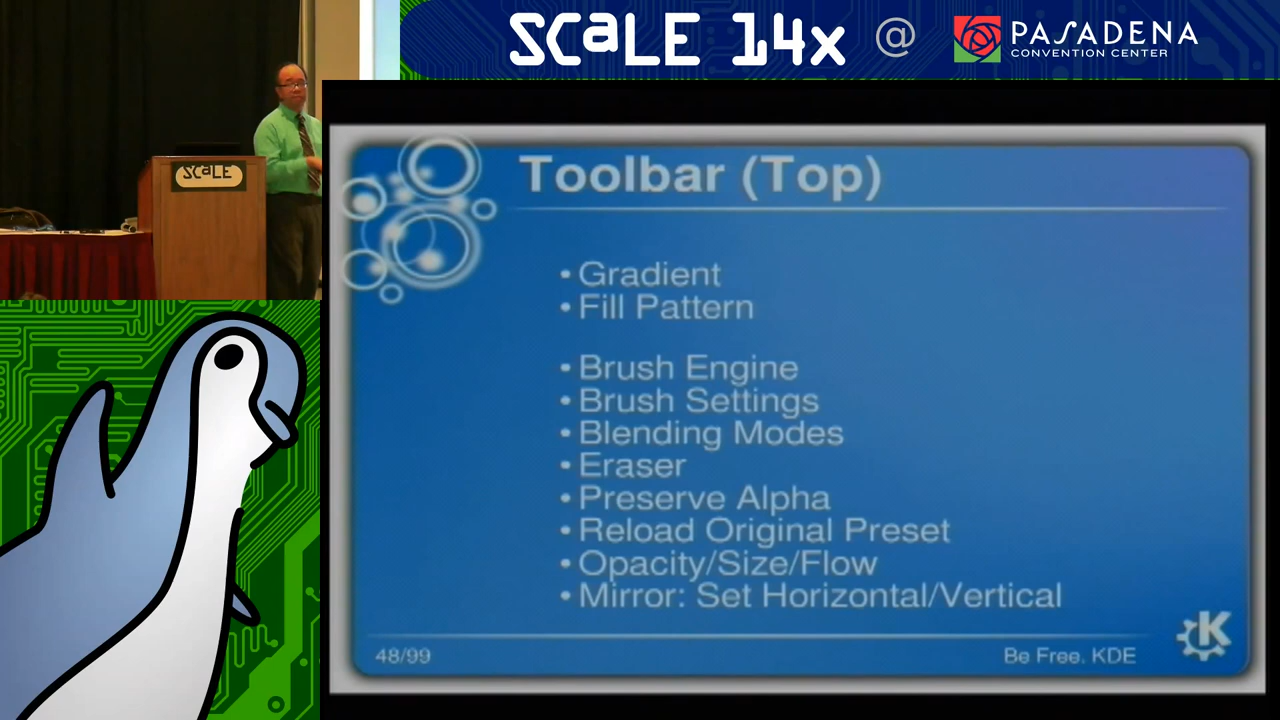 SCaLE 14x @ PASADENA
CONVENTION CENTER
SCaLE
Toolbar (Top)
• Gradient
• Fill Pattern
• Brush Engine
• Brush Settings
• Blending Modes
• Eraser
• Preserve Alpha
• Reload Original Preset
• Opacity/Size/Flow
• Mirror: Set Horizontal/Vertical
48/99
Be Free. KDE
K